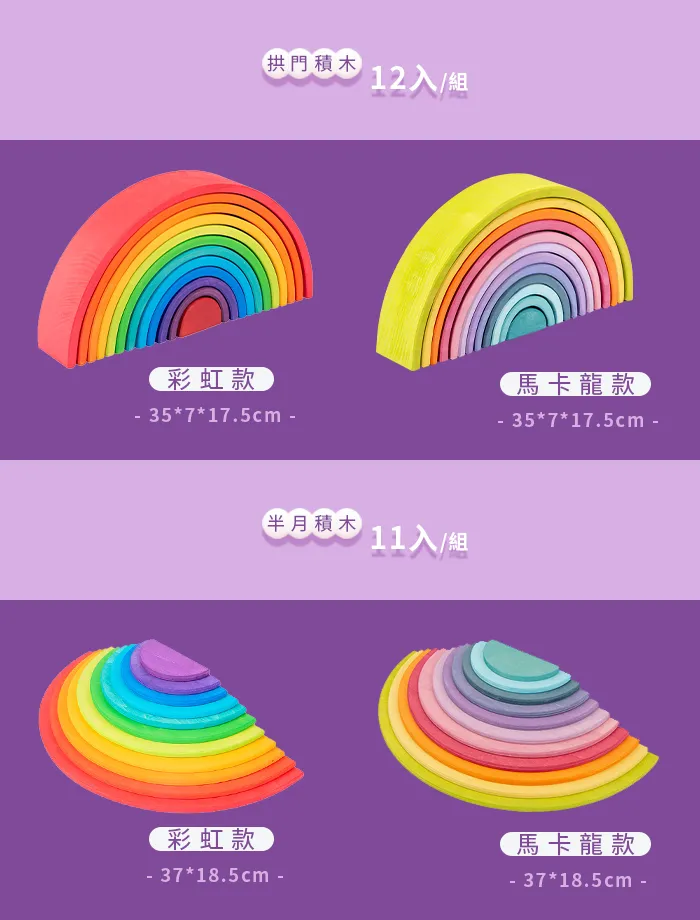 拱門積木 12入/組
彩虹款
馬卡龍款
- 35*7*17.5cm -
- 35*7*17.5cm -
半月積木 11入/組
彩虹款
馬卡龍款
- 37*18.5cm -
- 37*18.5cm -